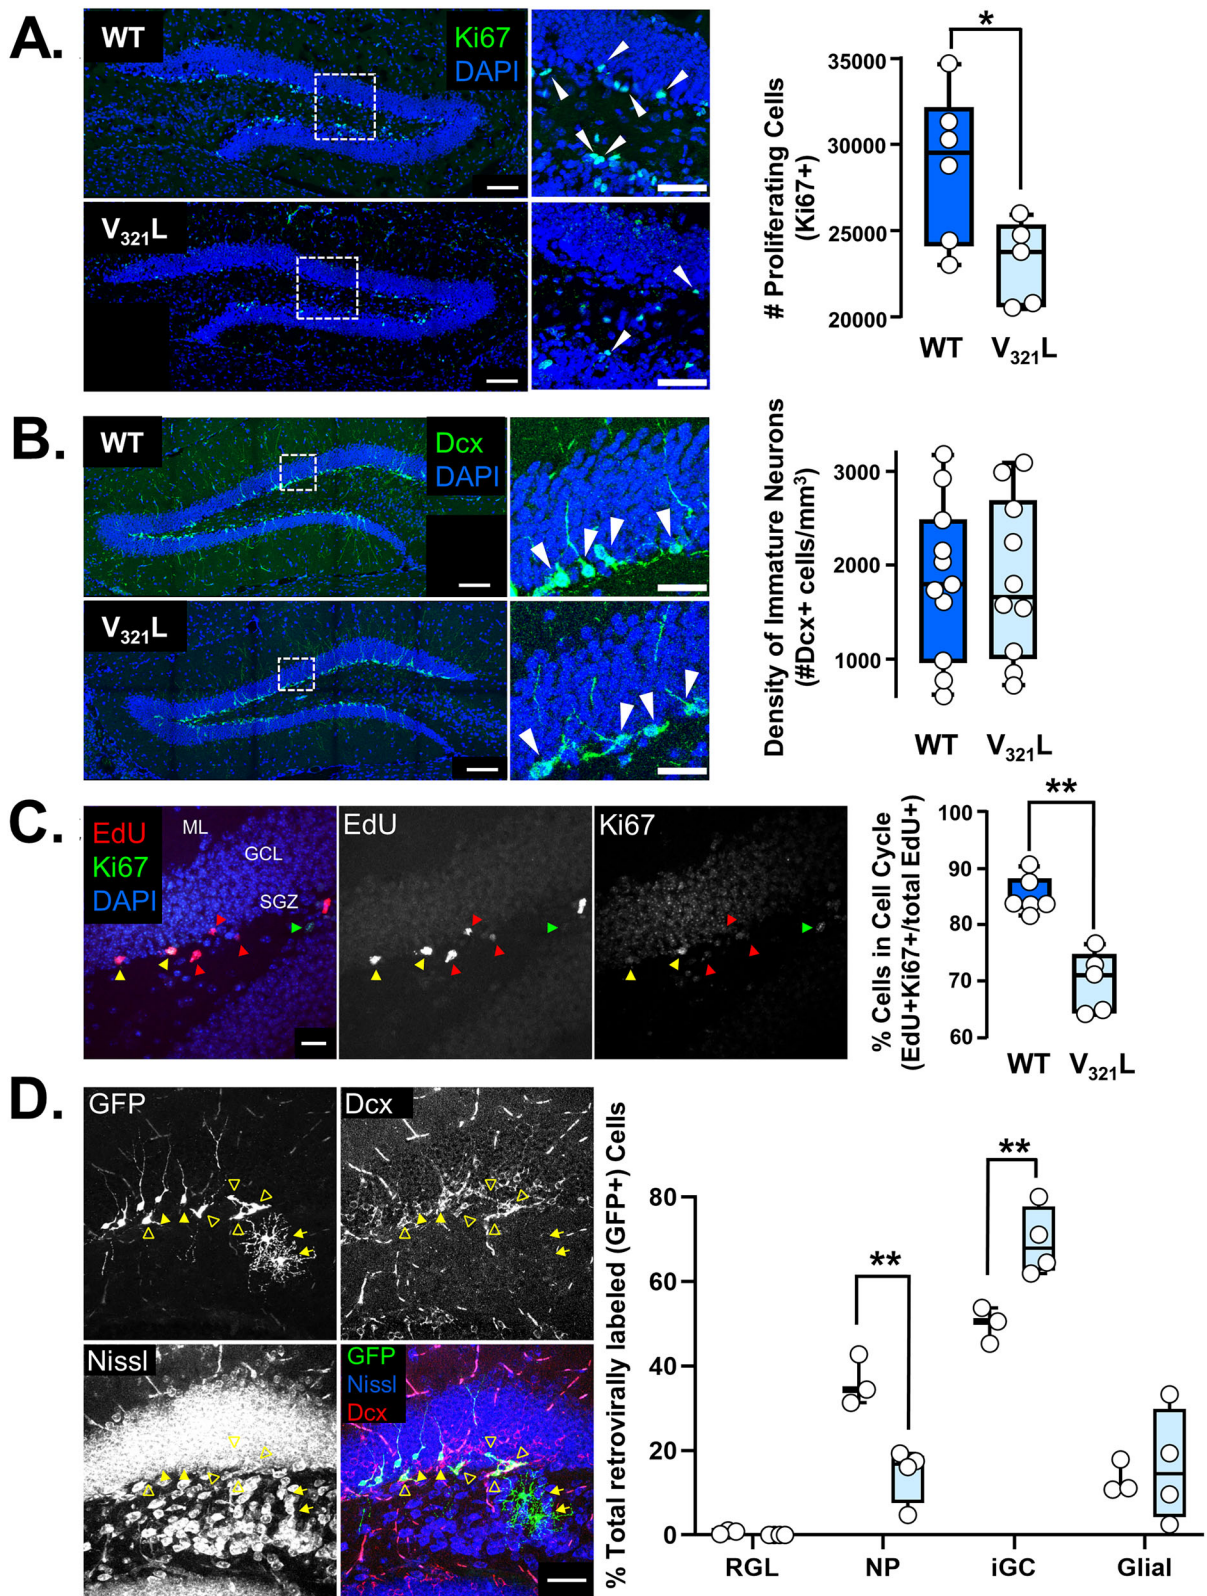 A.
WT
Ki67
DAPI
V321L
# Proliferating Cells
(Ki67+)
*
35000
30000
25000
20000
WT
V321L
B.
WT
Dcx
DAPI
V321L
Density of Immature Neurons
(#Dcx+ cells/mm3)
3000
2000
1000
WT
V321L
C.
EdU
Ki67
DAPI
ML
GCL
SGZ
EdU
Ki67
% Cells in Cell Cycle
(EdU+Ki67+/total EdU+)
**
100
90
80
70
60
WT
V321L
D.
GFP
Dcx
Nissl
GFP
Nissl
Dcx
% Total retrovirally labeled (GFP+) Cells
**
**
80
60
40
20
0
RGL
NP
iGC
Glial